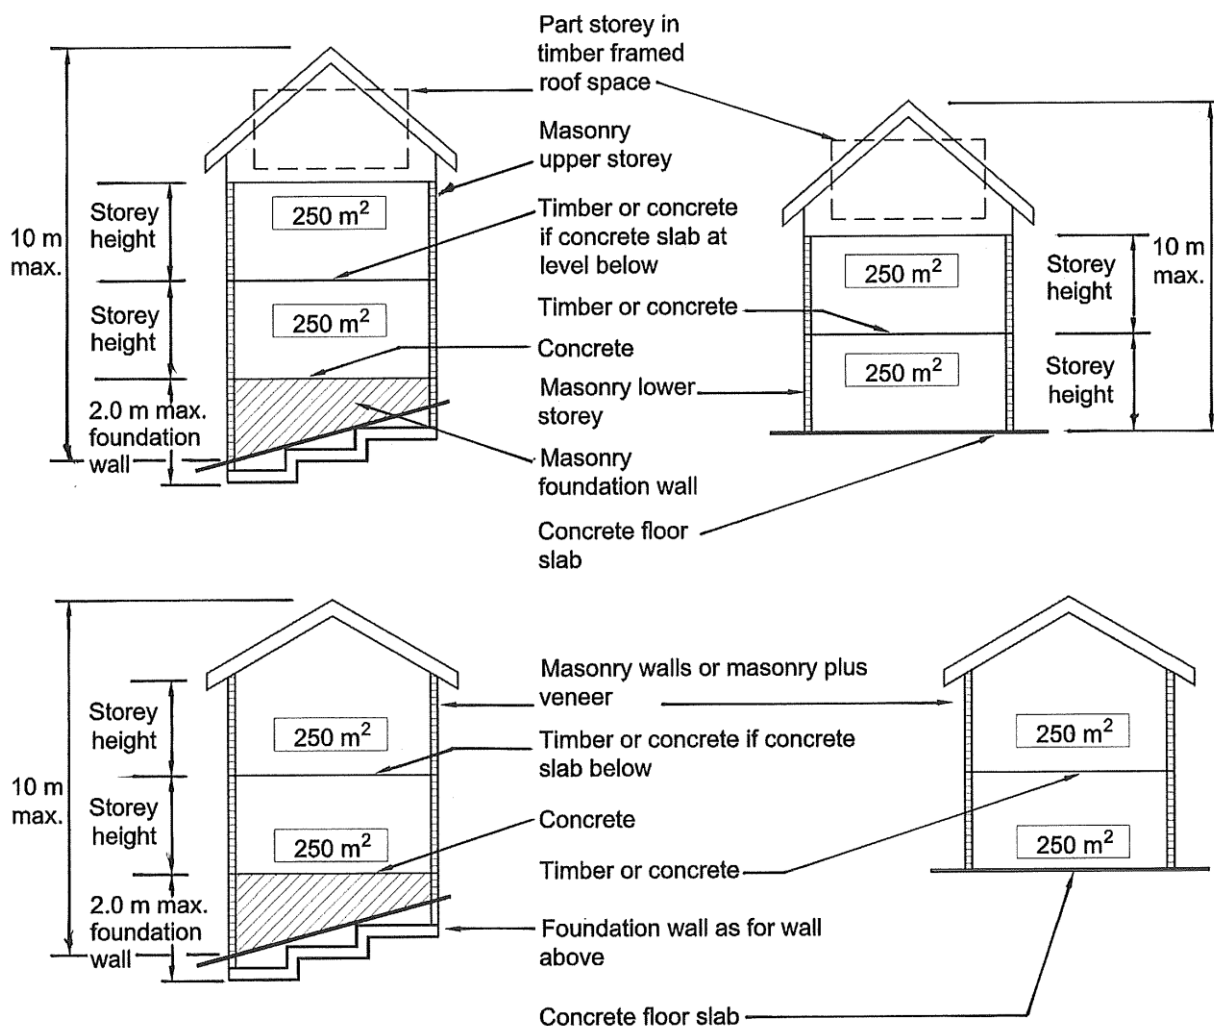 Part storey in
timber framed
roof space
Masonry
upper storey
Timber or concrete
if concrete slab at
level below
Timber or concrete
Concrete
Masonry lower
storey
Masonry
foundation wall
Concrete floor
slab
10 m
max.
Storey
height
Storey
height
2.0 m max.
foundation
wall
250 m²
250 m²
250 m²
250 m²
Storey
height
Storey
height
10 m
max.
10 m
max.
Storey
height
Storey
height
2.0 m max.
foundation
wall
250 m²
250 m²
Masonry walls or masonry plus
veneer
Timber or concrete if concrete
slab below
Concrete
Timber or concrete
Foundation wall as for wall
above
Concrete floor slab
250 m²
250 m²